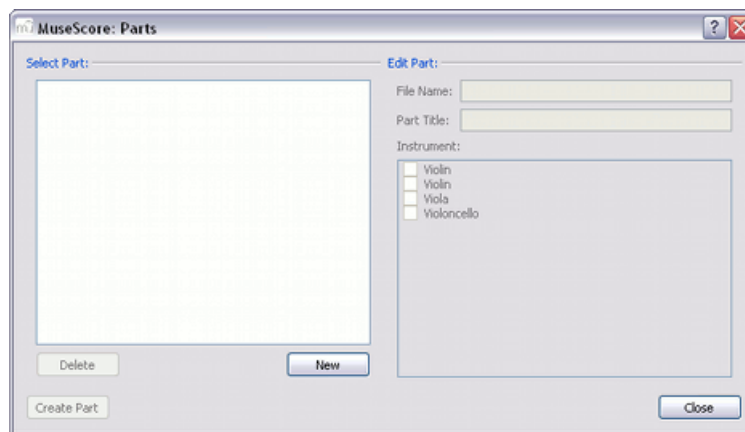 MuseScore: Parts
Select Part:
Delete
New
Create Part
Edit Part:
File Name:
Part Title:
Instrument:
Violin
Violin
Viola
Violoncello
Close